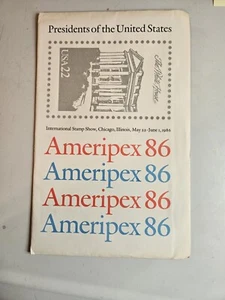 Presidents of the United States
USA 22
The White House
International Stamp Show, Chicago, Illinois, May 22-June 1, 1986
Ameripex 86
Ameripex 86
Ameripex 86
Ameripex 86